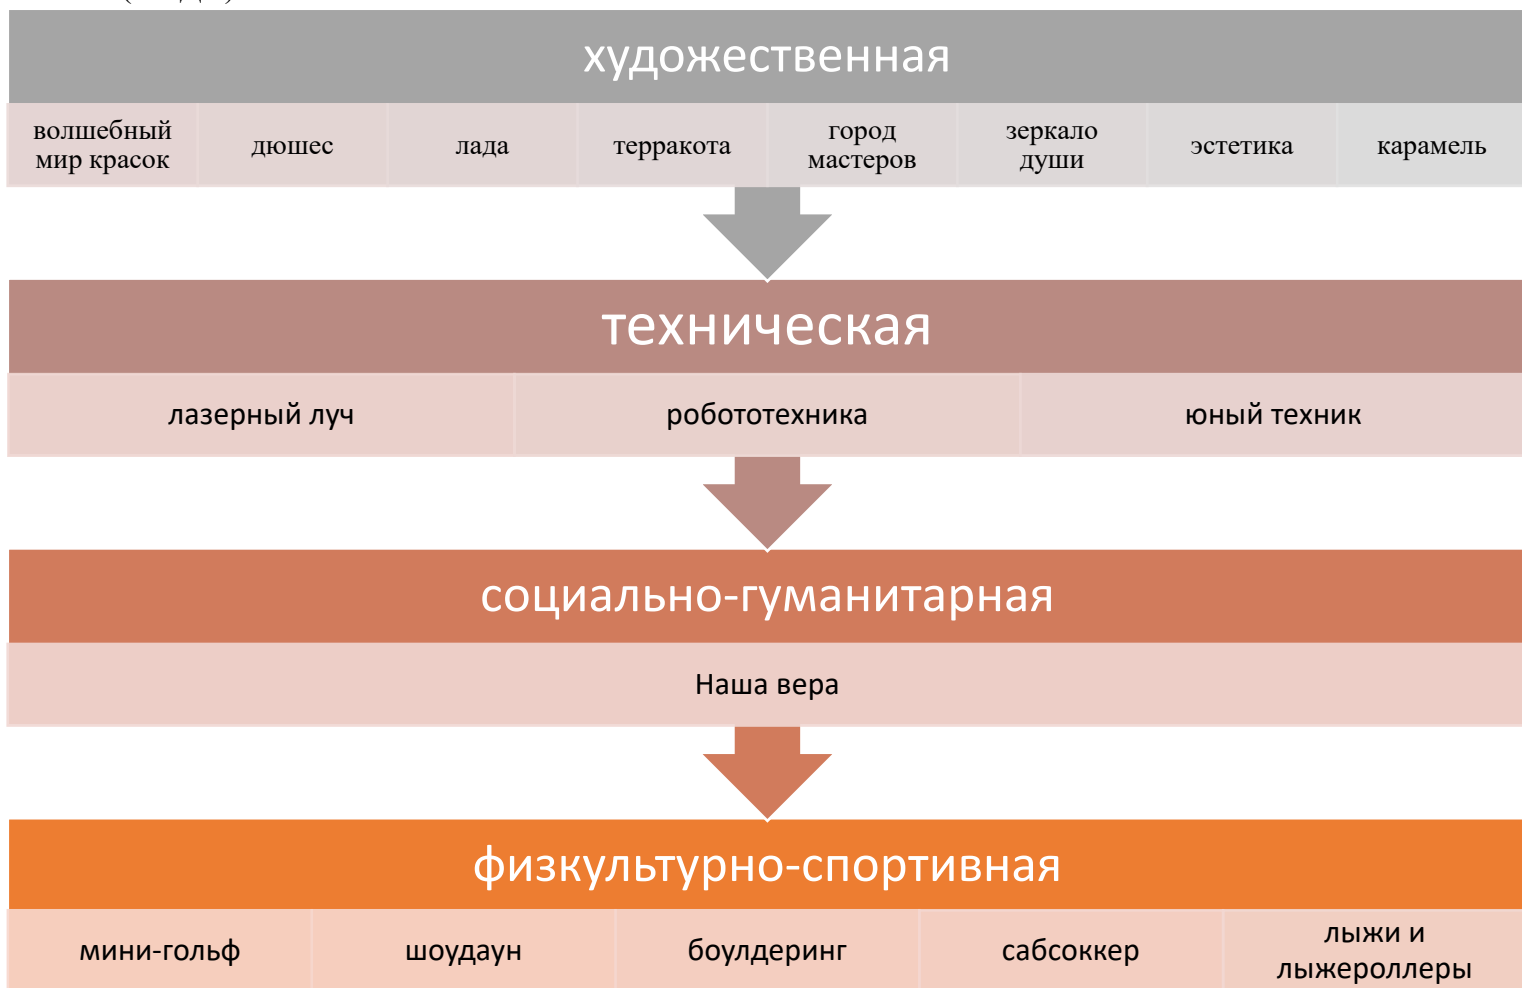 художественная
волшебный
мир красок
дюшес
лада
терракота
город
мастеров
зеркало
души
эстетика
карамель
техническая
лазерный луч
робототехника
юный техник
социально-гуманитарная
Наша вера
физкультурно-спортивная
мини-гольф
шоудаун
боулдеринг
сабсоккер
лыжи и
лыжероллеры